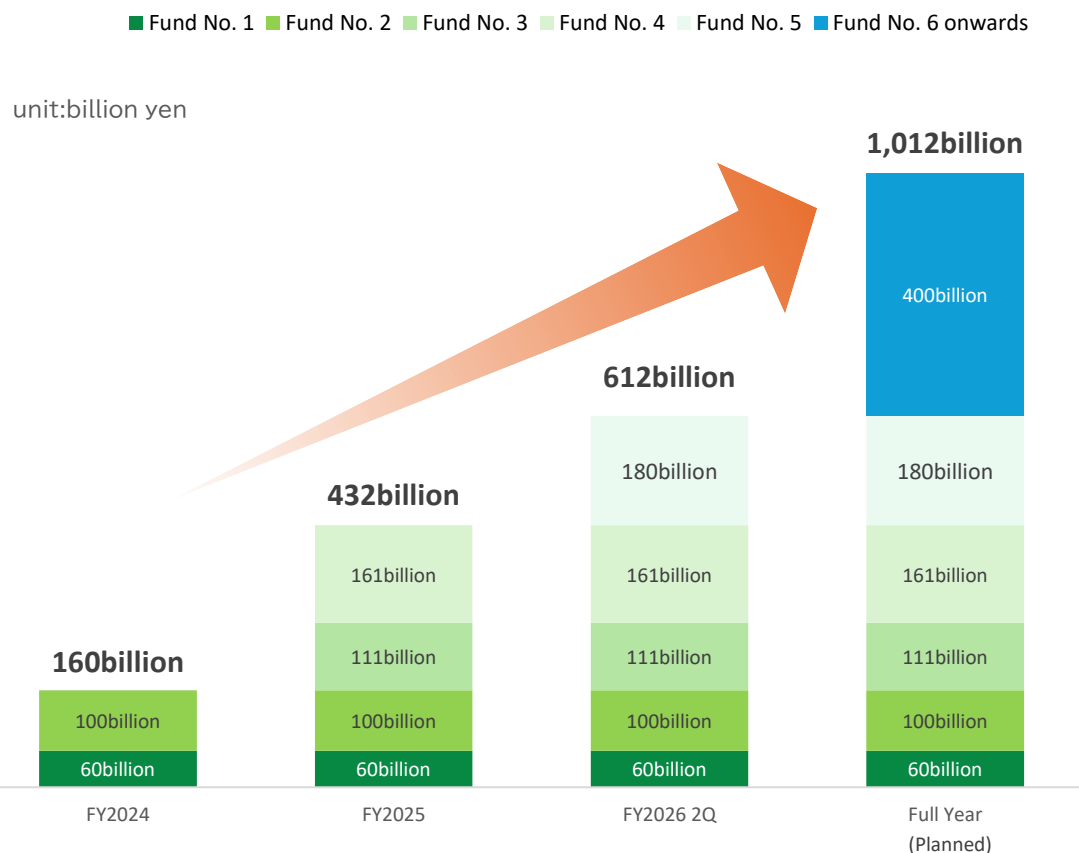 Fund No. 1 Fund No. 2 Fund No. 3 Fund No. 4 Fund No. 5 Fund No. 6 onwards
unit:billion yen
1,012billion
400billion
612billion
180billion 180billion
432billion
161billion 161billion 161billion
111billion 111billion 111billion
160billion
100billion 100billion 100billion 100billion
60billion 60billion 60billion 60billion
FY2024 FY2025 FY2026 2Q Full Year
(Planned)